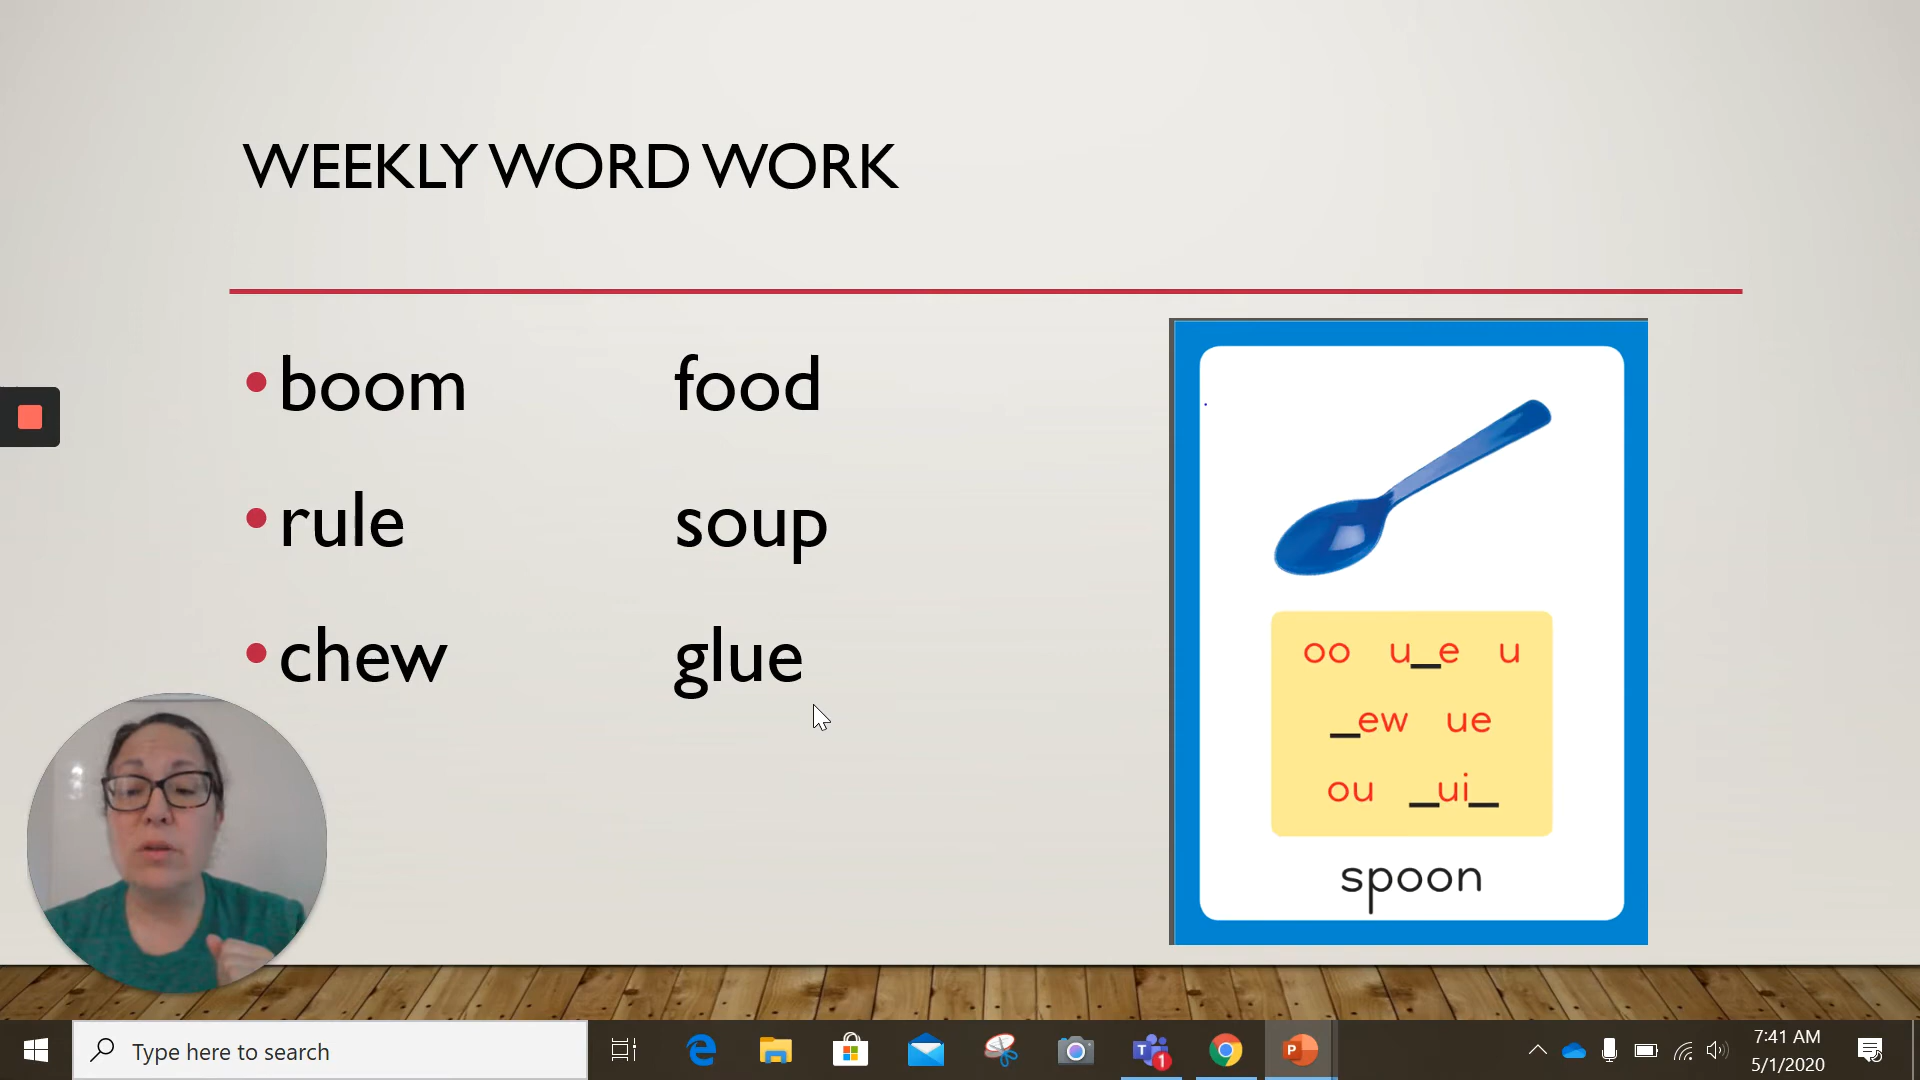 WEEKLY WORD WORK
boom food
rule soup
chew glue
oo u_e u
_ew ue
ou _ui_
spoon
Type here to search
T 1
P
7:41 AM
5/1/2020